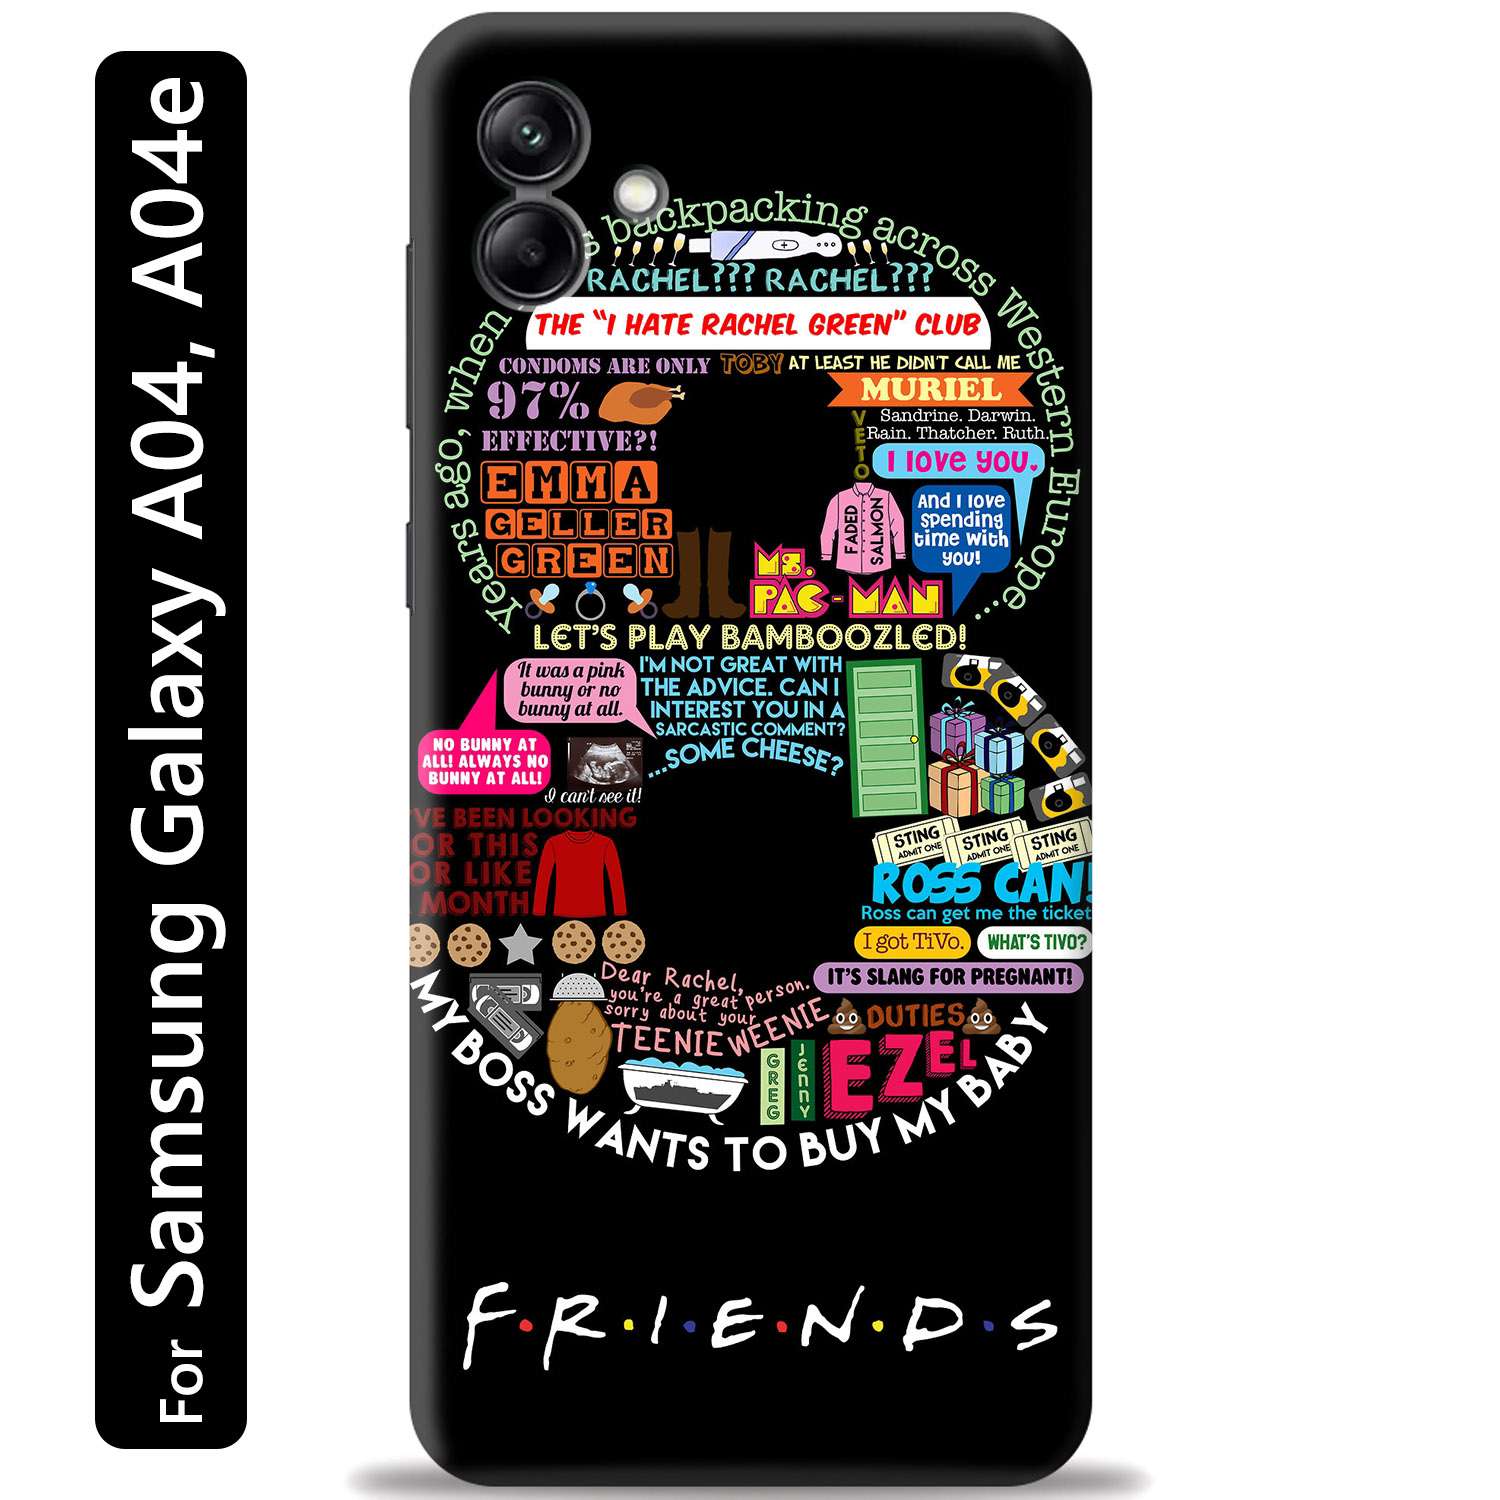 For Samsung Galaxy A04, A04e
Years ago, when backpacking across Western Europe...
RACHEL??? RACHEL???
THE "I HATE RACHEL GREEN" CLUB
CONDOMS ARE ONLY
97%
EFFECTIVE?!
TOBY AT LEAST HE DIDN'T CALL ME
MURIEL
VETO
Sandrine. Darwin.
Rain. Thatcher. Ruth.
I love you.
EMMA
GELLER
GREEN
FADED
SALMON
And I love
spending
time with
you!
MS.
PAC-MAN
LET'S PLAY BAMBOOZLED!
It was a pink
bunny or no
bunny at all.
I'M NOT GREAT WITH
THE ADVICE. CAN I
INTEREST YOU IN A
SARCASTIC COMMENT?
...SOME CHEESE?
NO BUNNY AT
ALL! ALWAYS NO
BUNNY AT ALL!
I can't see it!
'VE BEEN LOOKING
OR THIS
OR LIKE
MONTH
STING
ADMIT ONE
STING
ADMIT ONE
STING
ADMIT ONE
ROSS CAN!
Ross can get me the ticket
I got TiVo.
WHAT'S TIVO?
IT'S SLANG FOR PREGNANT!
Dear Rachel,
you're a great person.
sorry about your
TEENIE WEENIE
DUTIES
GREG
JENNY
EZEL
MY BOSS WANTS TO BUY MY BABY
F.R.I.E.N.D.S